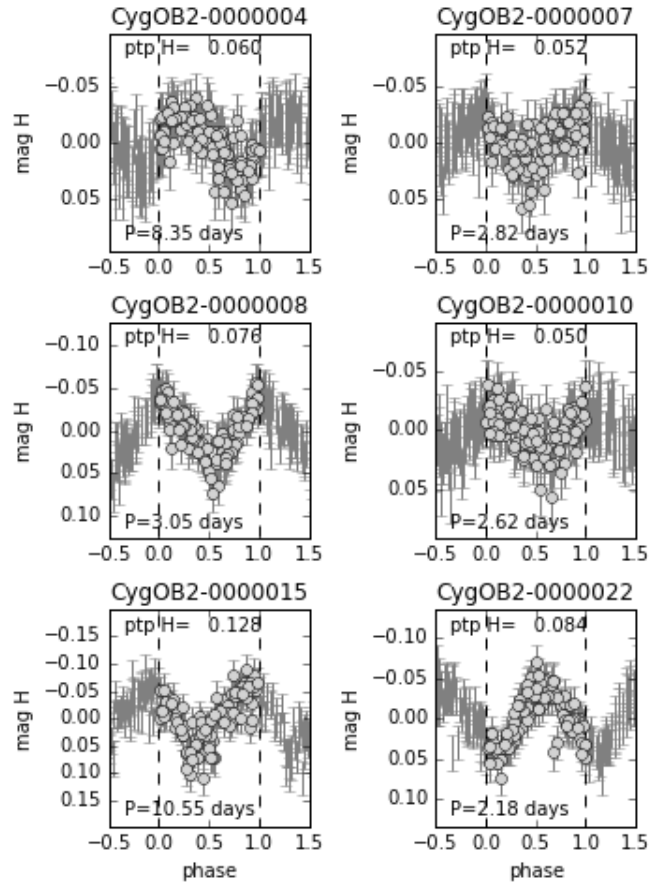 CygOB2-0000004
ptp H= 0.060
−0.05
0.00
0.05
mag H
P=8.35 days
−0.5 0.0 0.5 1.0 1.5
CygOB2-0000007
ptp H= 0.052
−0.05
0.00
0.05
mag H
P=2.82 days
−0.5 0.0 0.5 1.0 1.5
CygOB2-0000008
ptp H= 0.076
−0.10
−0.05
0.00
0.05
0.10
mag H
P=3.05 days
−0.5 0.0 0.5 1.0 1.5
CygOB2-0000010
ptp H= 0.050
−0.05
0.00
0.05
mag H
P=2.62 days
−0.5 0.0 0.5 1.0 1.5
CygOB2-0000015
ptp H= 0.128
−0.15
−0.10
−0.05
0.00
0.05
0.10
0.15
mag H
P=10.55 days
−0.5 0.0 0.5 1.0 1.5
phase
CygOB2-0000022
ptp H= 0.084
−0.10
−0.05
0.00
0.05
0.10
mag H
P=2.18 days
−0.5 0.0 0.5 1.0 1.5
phase